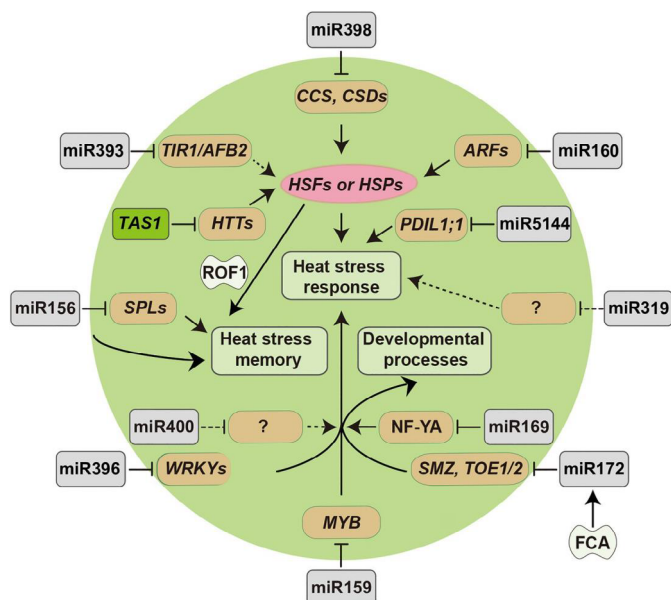 miR398
CCS, CSDs
miR393
TIR1/AFB2
ARFs
miR160
HSFs or HSPs
TAS1
HTTs
PDIL1;1
miR5144
ROF1
Heat stress
response
miR156
SPLs
?
miR319
Heat stress
memory
Developmental
processes
miR400
?
NF-YA
miR169
miR396
WRKYs
SMZ, TOE1/2
miR172
MYB
FCA
miR159